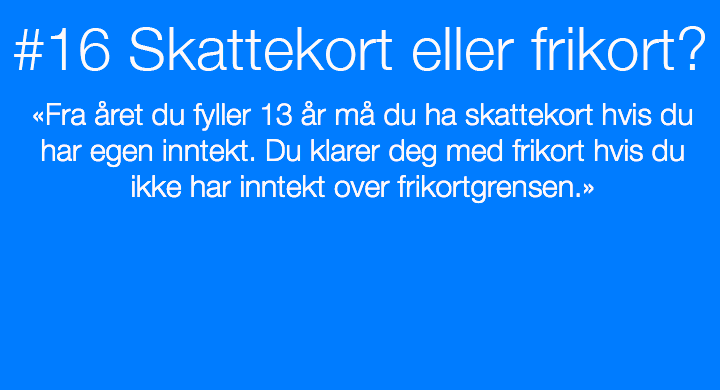 #16 Skattekort eller frikort?
«Fra året du fyller 13 år må du ha skattekort hvis du
har egen inntekt. Du klarer deg med frikort hvis du
ikke har inntekt over frikortgrensen.»